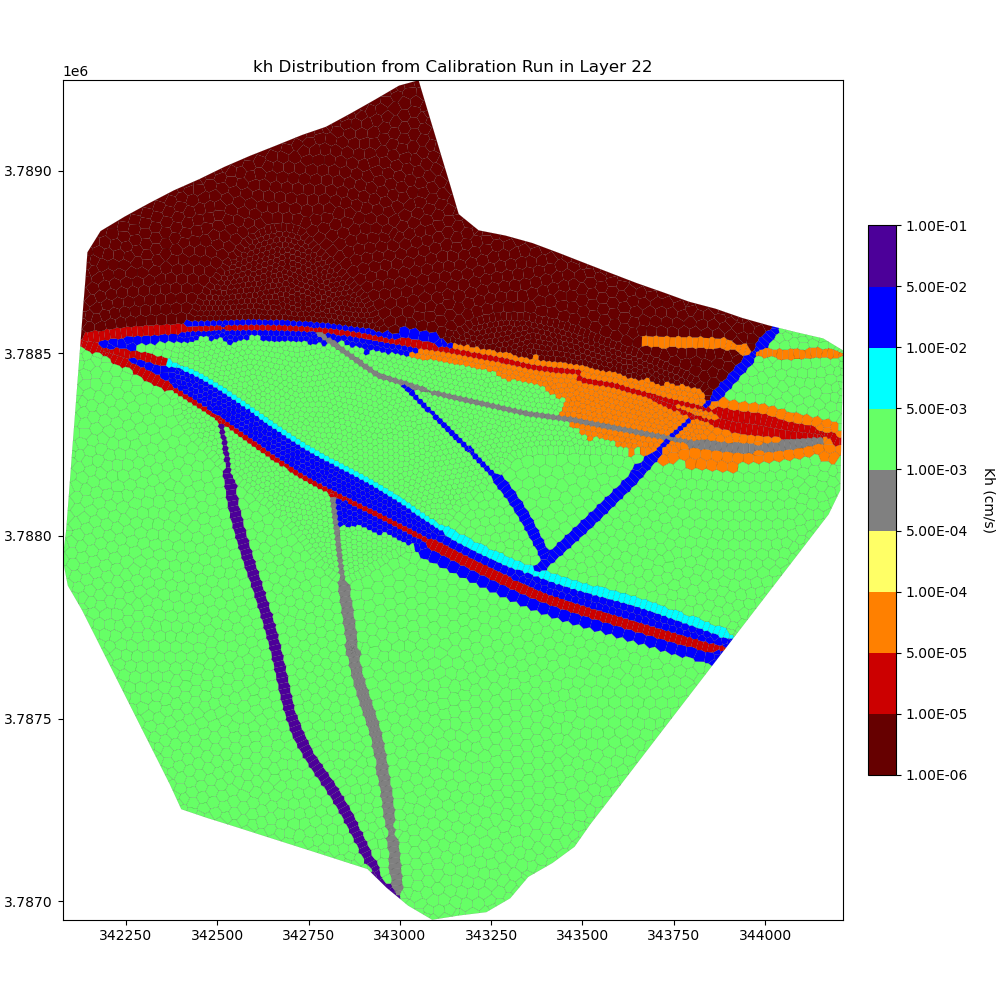 kh Distribution from Calibration Run in Layer 22
1e6
3.7890
3.7885
3.7880
3.7875
3.7870
342250
342500
342750
343000
343250
343500
343750
344000
1.00E-01
5.00E-02
1.00E-02
5.00E-03
1.00E-03
5.00E-04
1.00E-04
5.00E-05
1.00E-05
1.00E-06
Kh (cm/s)